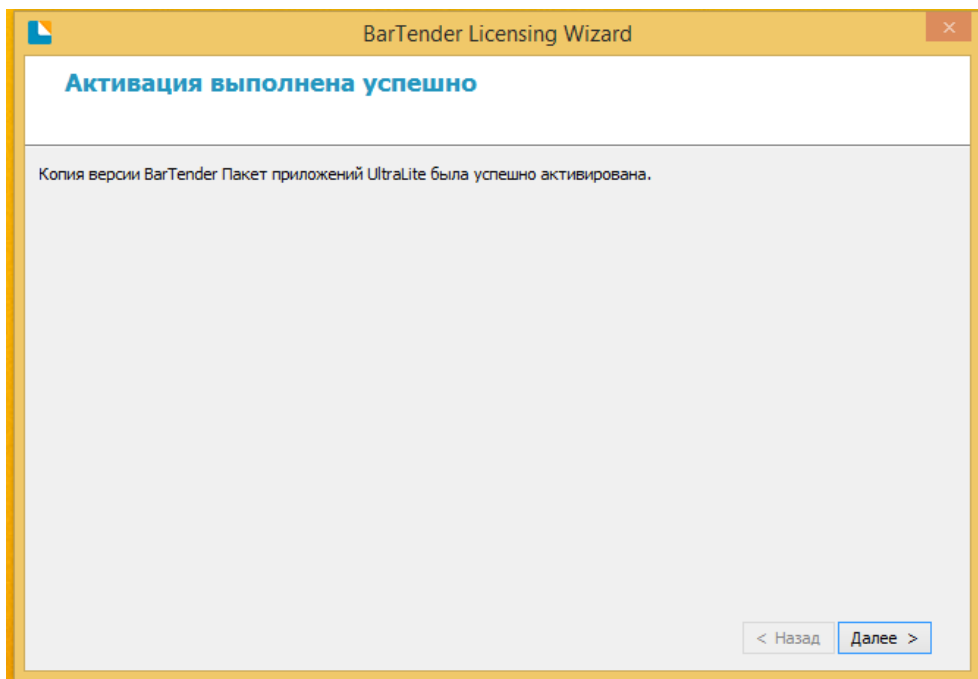 BarTender Licensing Wizard
Активация выполнена успешно
Копия версии BarTender Пакет приложений UltraLite была успешно активирована.
< Назад Далее >